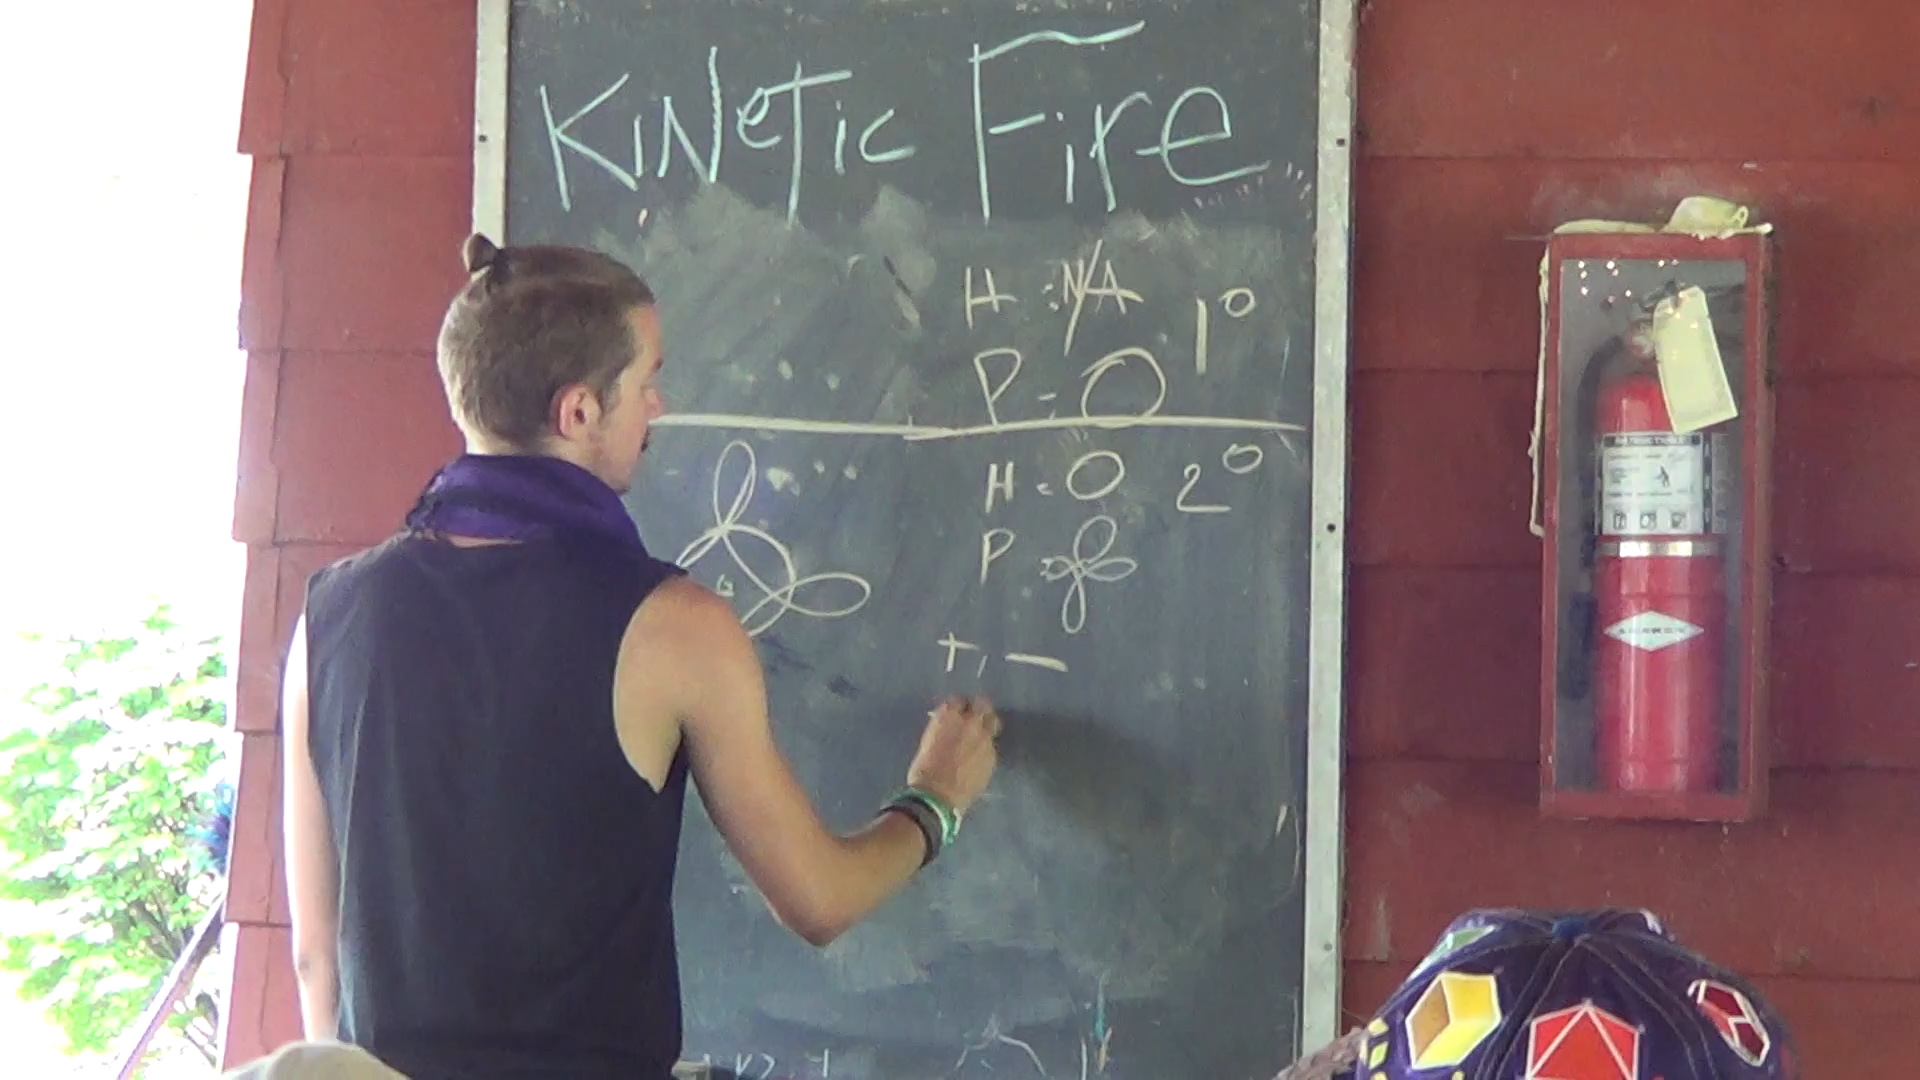 KiNeTic Fire
H : N/A 1°
P - O
H - O 2°
P -
+, -